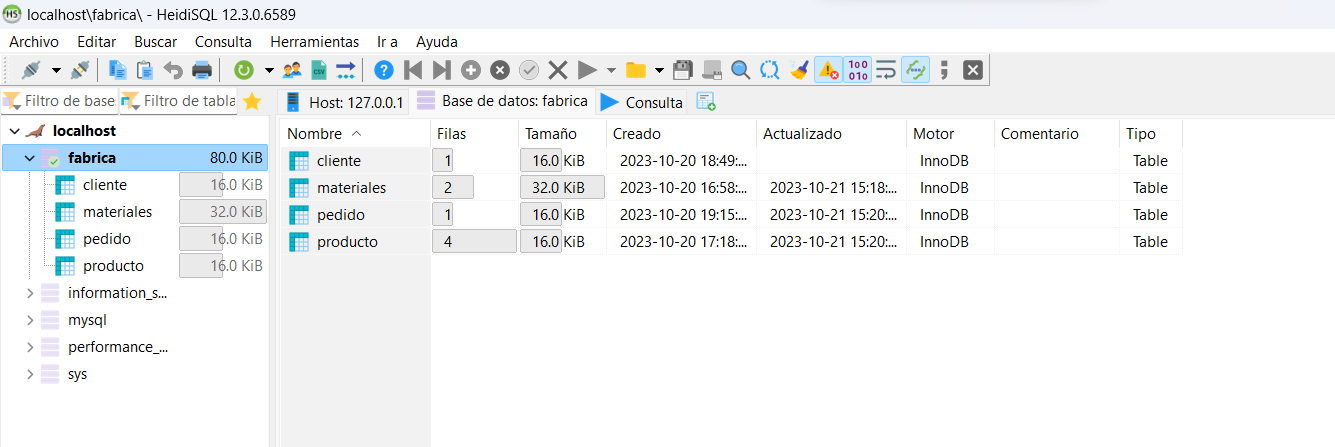 HS localhost\fabrica\ - HeidiSQL 12.3.0.6589
Archivo Editar Buscar Consulta Herramientas Ir a Ayuda
CSV ? 100 010 ;
Filtro de base Filtro de tabla Host: 127.0.0.1 Base de datos: fabrica Consulta
localhost
fabrica 80.0 KiB
cliente 16.0 KiB
materiales 32.0 KiB
pedido 16.0 KiB
producto 16.0 KiB
information_s...
mysql
performance_...
sys
Nombre Filas Tamaño Creado Actualizado Motor Comentario Tipo
cliente 1 16.0 KiB 2023-10-20 18:49:... InnoDB Table
materiales 2 32.0 KiB 2023-10-20 16:58:... 2023-10-21 15:18:... InnoDB Table
pedido 1 16.0 KiB 2023-10-20 19:15:... 2023-10-21 15:20:... InnoDB Table
producto 4 16.0 KiB 2023-10-20 17:18:... 2023-10-21 15:20:... InnoDB Table